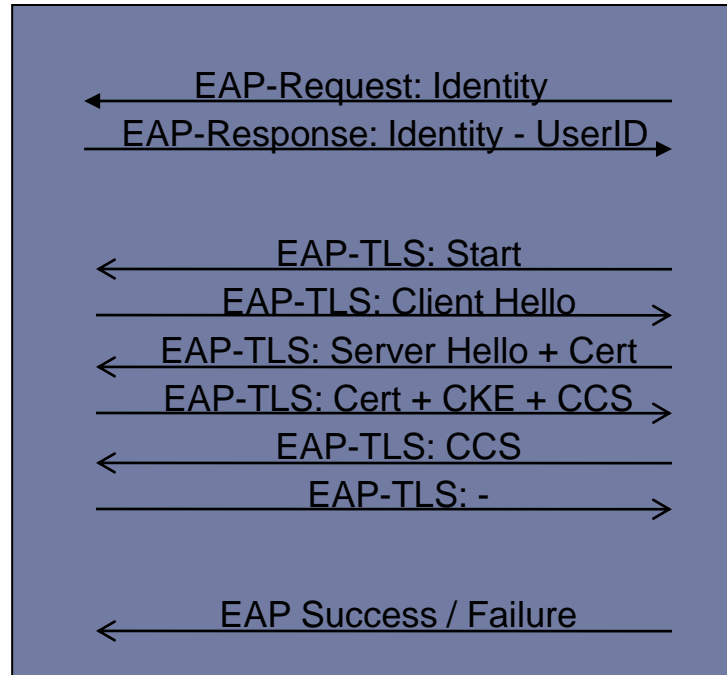 EAP-Request: Identity
EAP-Response: Identity - UserID
EAP-TLS: Start
EAP-TLS: Client Hello
EAP-TLS: Server Hello + Cert
EAP-TLS: Cert + CKE + CCS
EAP-TLS: CCS
EAP-TLS: -
EAP Success / Failure